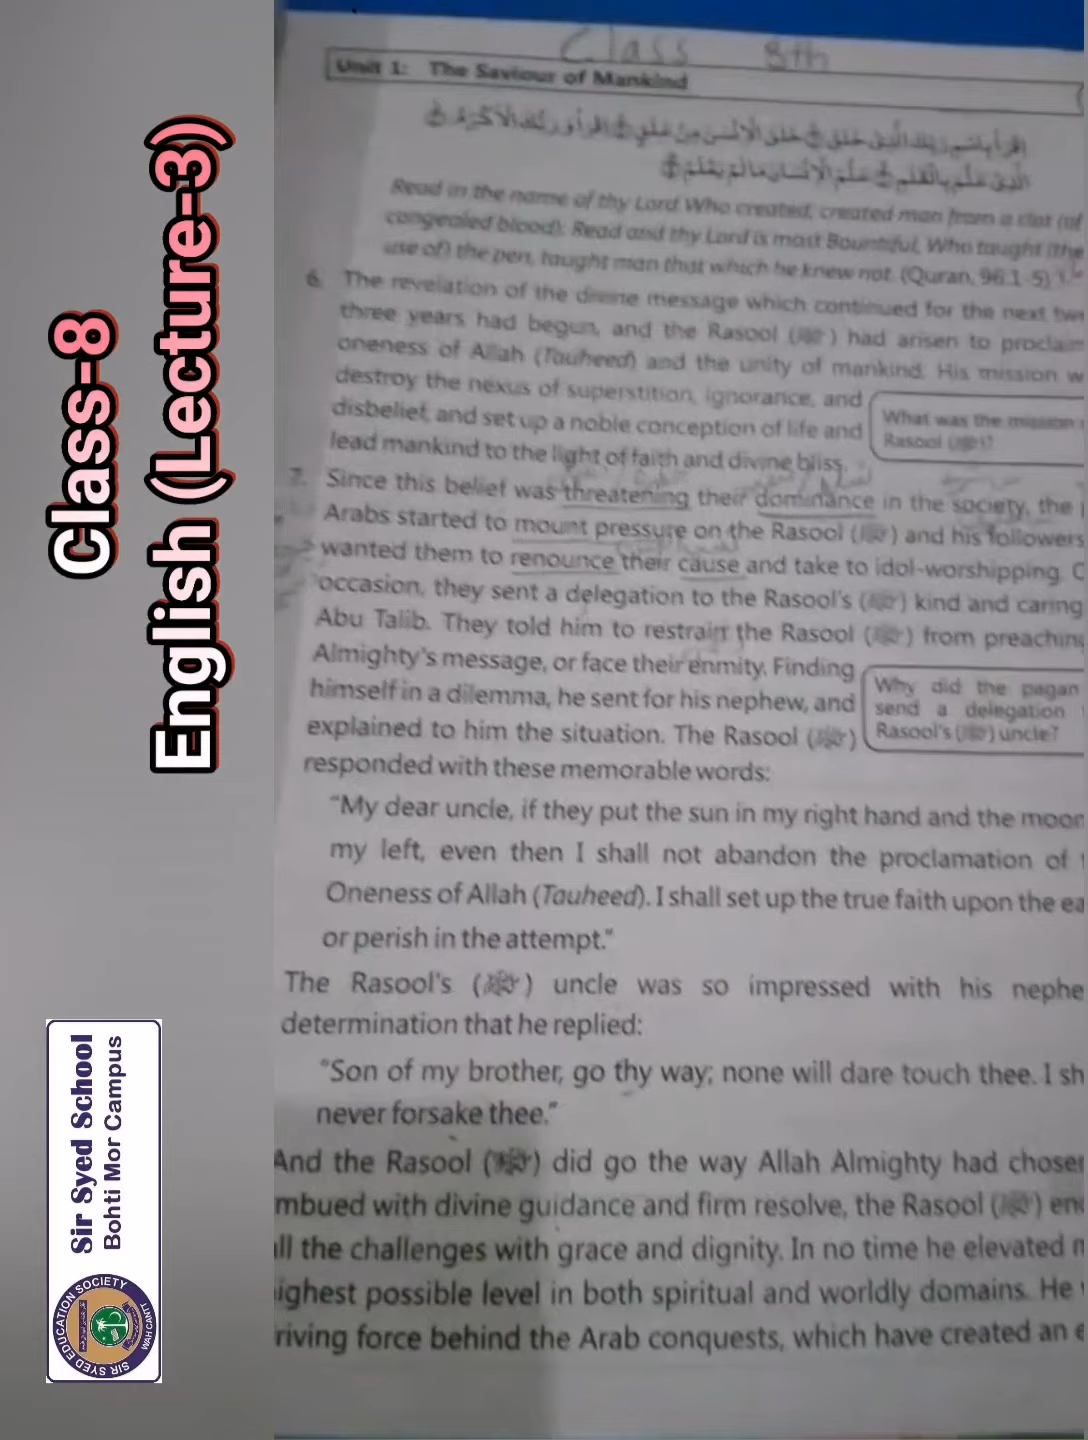 Class-8
English (Lecture-3)
Sir Syed School
Bohti Mor Campus
SIR SYED EDUCATION SOCIETY
WAH CANTT
Class 8th
Unit 1: The Saviour of Mankind
Read in the name of thy Lord Who created, created man from a clot (of
congealed blood): Read and thy Lord is most Bountiful, Who taught (the
use of) the pen, taught man that which he knew not. (Quran, 96:1-5)
6. The revelation of the divine message which continued for the next
three years had begun, and the Rasool (ﷺ) had arisen to proclaim
oneness of Allah (Tauheed) and the unity of mankind. His mission w
destroy the nexus of superstition, ignorance, and
disbelief, and set up a noble conception of life and
lead mankind to the light of faith and divine bliss.
What was the mission
Rasool (ﷺ)?
7. Since this belief was threatening their dominance in the society, the
Arabs started to mount pressure on the Rasool (ﷺ) and his followers
wanted them to renounce their cause and take to idol-worshipping. O
occasion, they sent a delegation to the Rasool's (ﷺ) kind and caring
Abu Talib. They told him to restrain the Rasool (ﷺ) from preaching
Almighty's message, or face their enmity. Finding
himself in a dilemma, he sent for his nephew, and
explained to him the situation. The Rasool (ﷺ)
responded with these memorable words:
Why did the pagan
send a delegation
Rasool's (ﷺ) uncle?
"My dear uncle, if they put the sun in my right hand and the moon
my left, even then I shall not abandon the proclamation of
Oneness of Allah (Tauheed). I shall set up the true faith upon the ea
or perish in the attempt."
The Rasool's (ﷺ) uncle was so impressed with his nephe
determination that he replied:
"Son of my brother, go thy way; none will dare touch thee. I sh
never forsake thee."
And the Rasool (ﷺ) did go the way Allah Almighty had chosen
mbued with divine guidance and firm resolve, the Rasool (ﷺ) en
ll the challenges with grace and dignity. In no time he elevated m
ighest possible level in both spiritual and worldly domains. He
riving force behind the Arab conquests, which have created an e